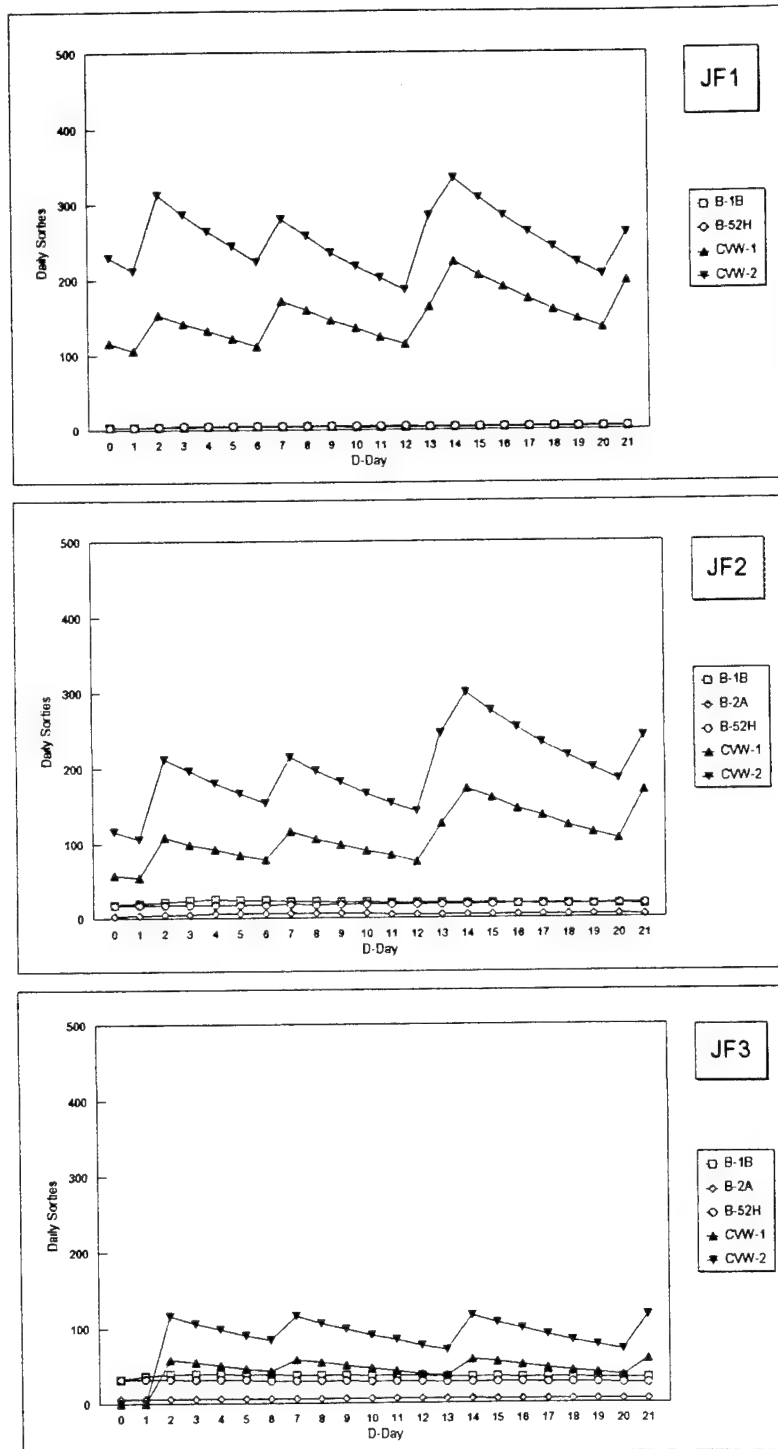 JF1
500
400
300
200
100
0
Daily Sorties
0 1 2 3 4 5 6 7 8 9 10 11 12 13 14 15 16 17 18 19 20 21
D-Day
B-1B
B-52H
CVW-1
CVW-2
JF2
500
400
300
200
100
0
Daily Sorties
0 1 2 3 4 5 6 7 8 9 10 11 12 13 14 15 16 17 18 19 20 21
D-Day
B-1B
B-2A
B-52H
CVW-1
CVW-2
JF3
500
400
300
200
100
0
Daily Sorties
0 1 2 3 4 5 6 7 8 9 10 11 12 13 14 15 16 17 18 19 20 21
D-Day
B-1B
B-2A
B-52H
CVW-1
CVW-2